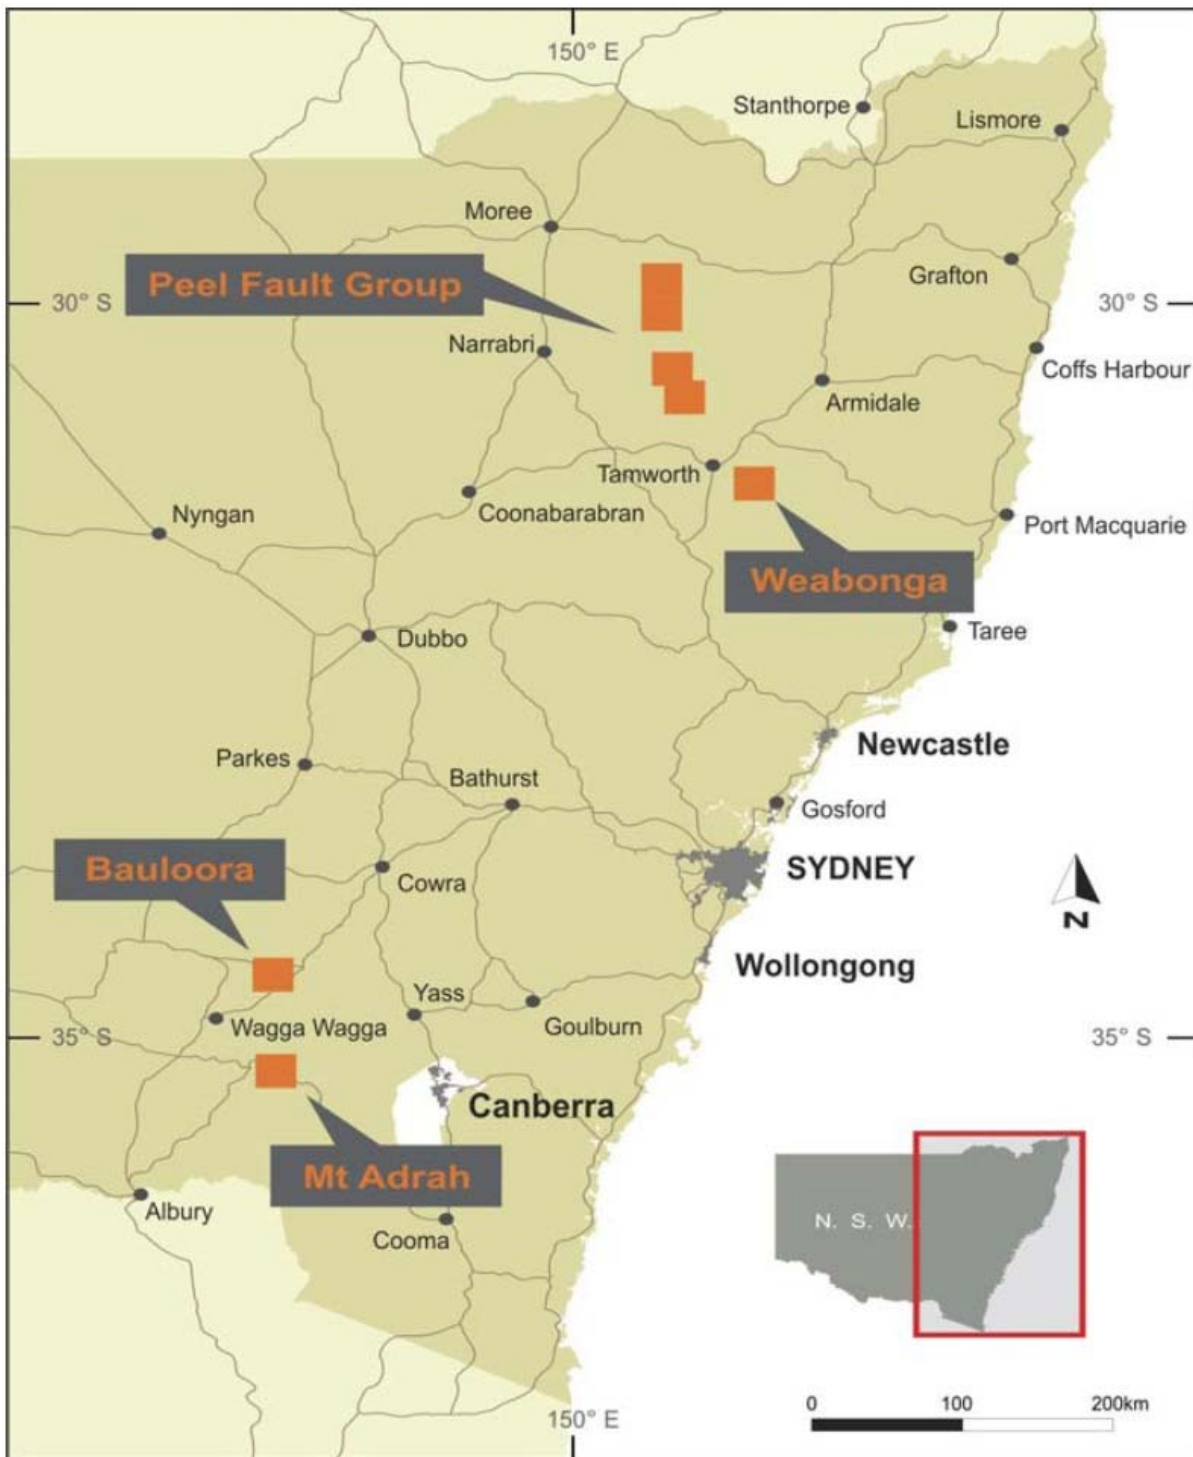 150° E
Stanthorpe
Lismore
Moree
Peel Fault Group
Grafton
30° S
30° S
Narrabri
Coffs Harbour
Armidale
Tamworth
Nyngan
Coonabarabran
Port Macquarie
Weabonga
Taree
Dubbo
Newcastle
Parkes
Bathurst
Gosford
Bauloora
Cowra
SYDNEY
N
Wollongong
Yass
Wagga Wagga
Goulburn
35° S
35° S
Canberra
Mt Adrah
Albury
N. S. W.
Cooma
0 100 200km
150° E